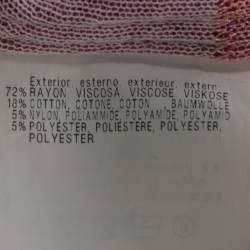 Exterior, esterno, exterieur, extern
72% RAYON, VISCOSA, VISCOSE, VISKOSE
18% COTTON, COTONE, COTON , BAUMWOLLE
5% NYLON, POLIAMMIDE, POLYAMIDE, POLYAMID
5% POLYESTER, POLIESTERE, POLYESTER,
POLYESTER